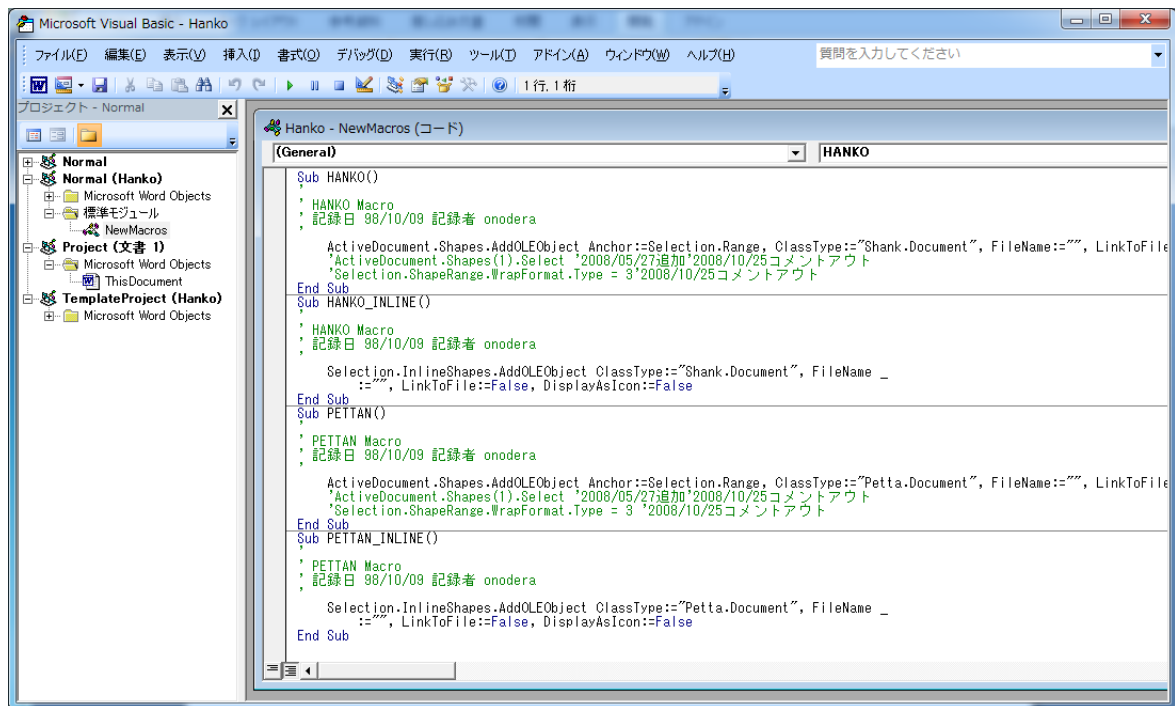 Microsoft Visual Basic - Hanko
ファイル(F) 編集(E) 表示(V) 挿入(I) 書式(O) デバッグ(D) 実行(R) ツール(T) アドイン(A) ウィンドウ(W) ヘルプ(H) 質問を入力してください
1 行, 1 桁
プロジェクト - Normal
Normal
Normal (Hanko)
Microsoft Word Objects
標準モジュール
NewMacros
Project (文書 1)
Microsoft Word Objects
ThisDocument
TemplateProject (Hanko)
Microsoft Word Objects
Hanko - NewMacros (コード)
(General) HANKO
Sub HANKO()
'
' HANKO Macro
' 記録日 98/10/09 記録者 onodera
'
ActiveDocument.Shapes.AddOLEObject Anchor:=Selection.Range, ClassType:="Shank.Document", FileName:="", LinkToFile
'ActiveDocument.Shapes(1).Select '2008/05/27追加'2008/10/25コメントアウト
'Selection.ShapeRange.WrapFormat.Type = 3'2008/10/25コメントアウト
End Sub
Sub HANKO_INLINE()
'
' HANKO Macro
' 記録日 98/10/09 記録者 onodera
'
Selection.InlineShapes.AddOLEObject ClassType:="Shank.Document", FileName _
:="", LinkToFile:=False, DisplayAsIcon:=False
End Sub
Sub PETTAN()
'
' PETTAN Macro
' 記録日 98/10/09 記録者 onodera
'
ActiveDocument.Shapes.AddOLEObject Anchor:=Selection.Range, ClassType:="Petta.Document", FileName:="", LinkToFile
'ActiveDocument.Shapes(1).Select '2008/05/27追加'2008/10/25コメントアウト
'Selection.ShapeRange.WrapFormat.Type = 3 '2008/10/25コメントアウト
End Sub
Sub PETTAN_INLINE()
'
' PETTAN Macro
' 記録日 98/10/09 記録者 onodera
'
Selection.InlineShapes.AddOLEObject ClassType:="Petta.Document", FileName _
:="", LinkToFile:=False, DisplayAsIcon:=False
End Sub